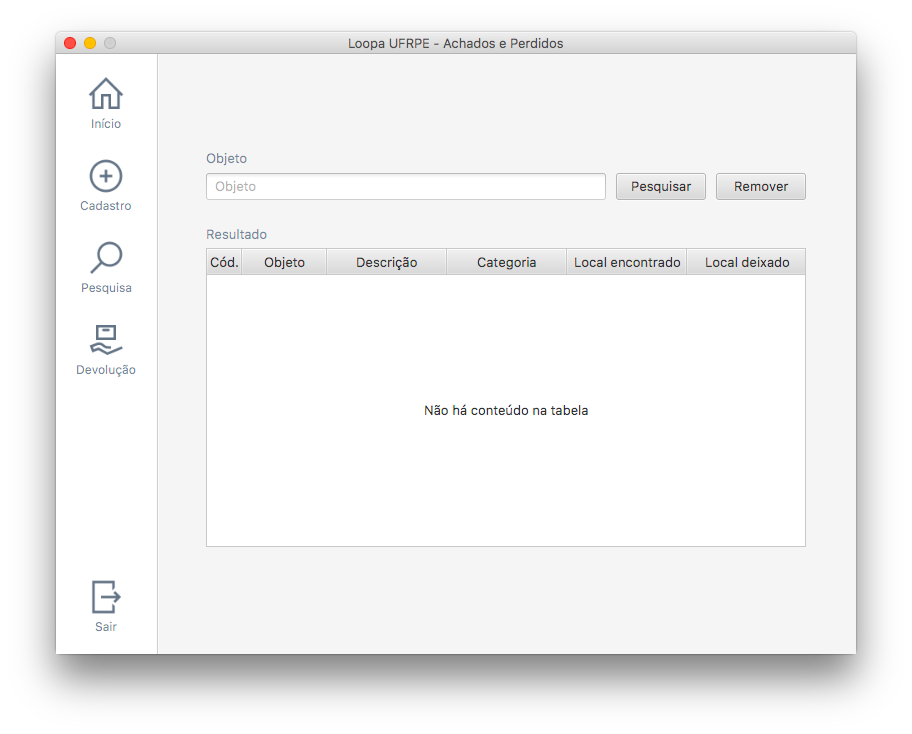 Loopa UFRPE - Achados e Perdidos
Início
Cadastro
Pesquisa
Devolução
Sair
Objeto
Objeto
Pesquisar
Remover
Resultado
Cód. Objeto Descrição Categoria Local encontrado Local deixado
Não há conteúdo na tabela